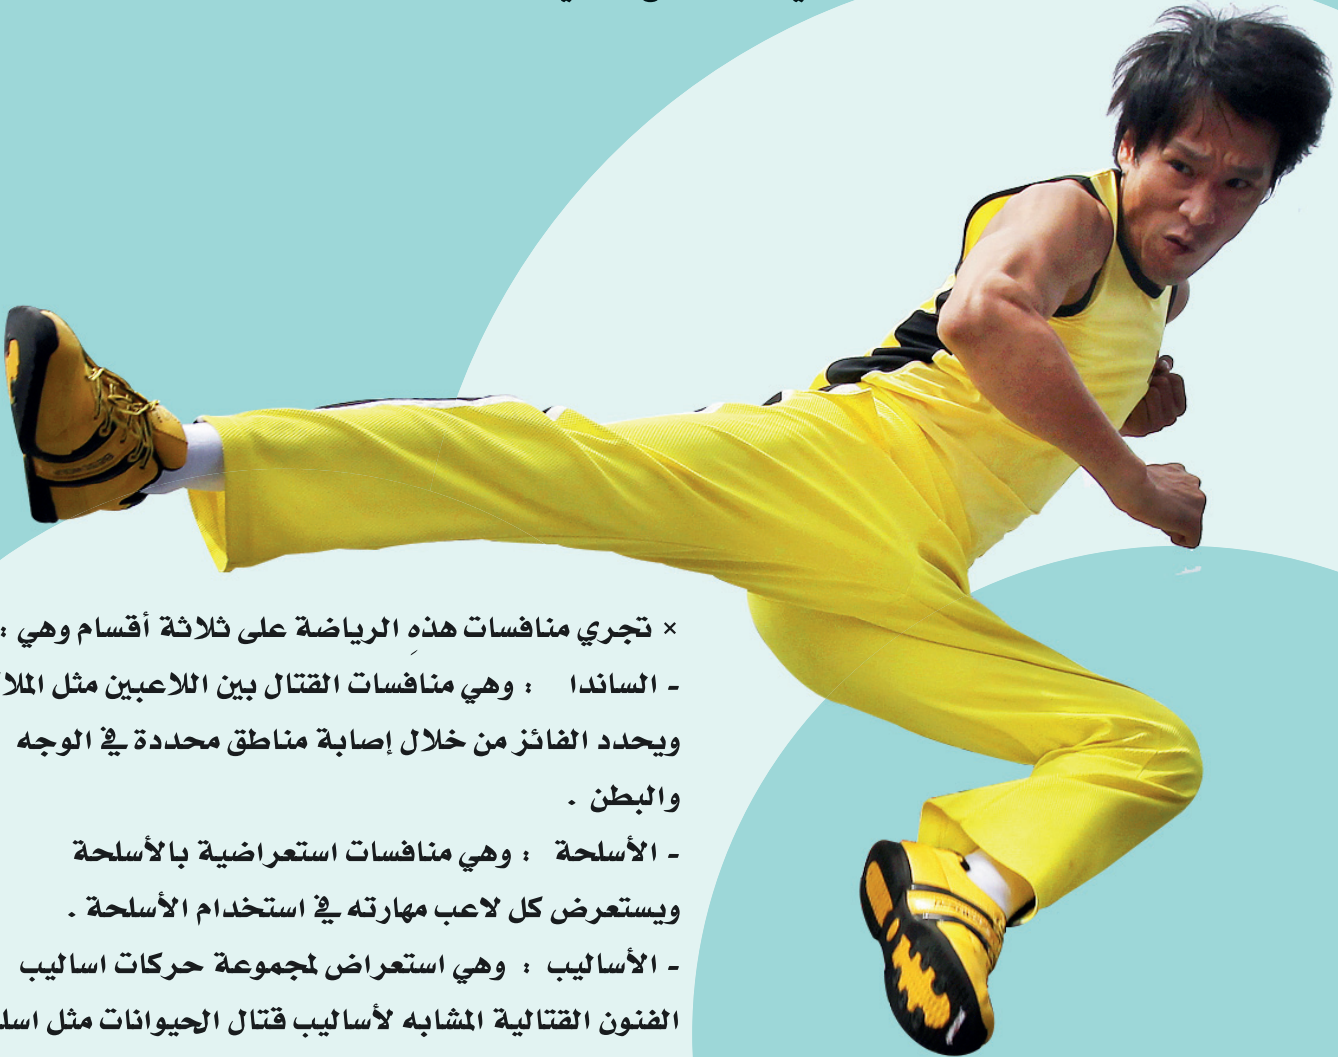 × تجري منافسات هذهِ الرياضة على ثلاثة أقسام وهي :
- الساندا : وهي منافسات القتال بين اللاعبين مثل
ويحدد الفائز من خلال إصابة مناطق محددة في الوجه
والبطن .
- الأسلحة : وهي منافسات استعراضية بالأسلحة
ويستعرض كل لاعب مهارته في استخدام الأسلحة .
- الأساليب : وهي استعراض لمجموعة حركات اساليب
الفنون القتالية المشابه لأساليب قتال الحيوانات مثل